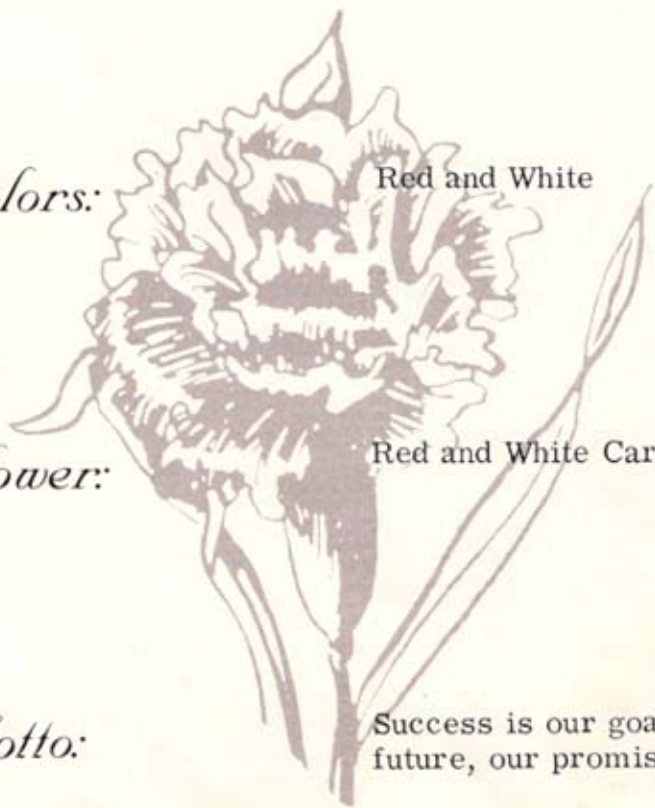 lors: Red and White
ower: Red and White Car
otto: Success is our goa
future, our promis